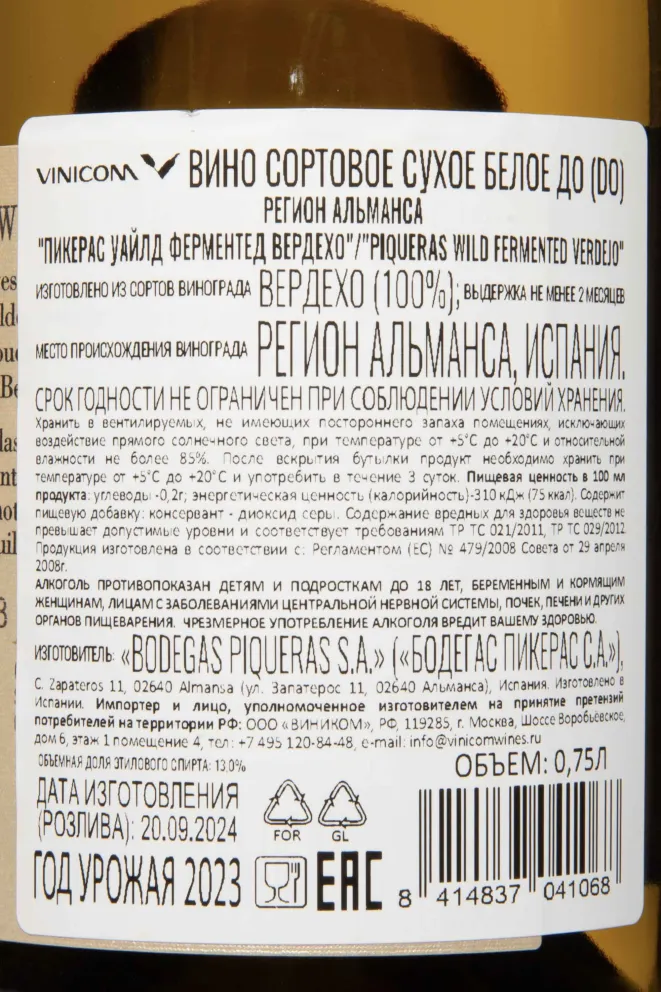 VINICOM ВИНО СОРТОВОЕ СУХОЕ БЕЛОЕ ДО (DO)
РЕГИОН АЛЬМАНСА
"ПИКЕРАС УАЙЛД ФЕРМЕНТЕД ВЕРДЕХО"/"PIQUERAS WILD FERMENTED VERDEJO"
ИЗГОТОВЛЕНО ИЗ СОРТОВ ВИНОГРАДА ВЕРДЕХО (100%); ВЫДЕРЖКА НЕ МЕНЕЕ 2 МЕСЯЦЕВ
МЕСТО ПРОИСХОЖДЕНИЯ ВИНОГРАДА РЕГИОН АЛЬМАНСА, ИСПАНИЯ.
СРОК ГОДНОСТИ НЕ ОГРАНИЧЕН ПРИ СОБЛЮДЕНИИ УСЛОВИЙ ХРАНЕНИЯ.
Хранить в вентилируемых, не имеющих постороннего запаха помещениях, исключающих
воздействие прямого солнечного света, при температуре от +5°С до +20°С и относительной
влажности не более 85%. После вскрытия бутылки продукт необходимо хранить при
температуре от +5°С до +20°С и употребить в течение 3 суток. Пищевая ценность в 100 мл
продукта: углеводы -0,2г; энергетическая ценность (калорийность)-310 кДж (75 ккал). Содержит
пищевую добавку: консервант - диоксид серы. Содержание вредных для здоровья веществ не
превышает допустимые уровни и соответствует требованиям ТР ТС 021/2011, ТР ТС 029/2012
Продукция изготовлена в соответствии с: Регламентом (ЕС) № 479/2008 Совета от 29 апреля
2008г.
АЛКОГОЛЬ ПРОТИВОПОКАЗАН ДЕТЯМ И ПОДРОСТКАМ ДО 18 ЛЕТ, БЕРЕМЕННЫМ И КОРМЯЩИМ
ЖЕНЩИНАМ, ЛИЦАМ С ЗАБОЛЕВАНИЯМИ ЦЕНТРАЛЬНОЙ НЕРВНОЙ СИСТЕМЫ, ПОЧЕК, ПЕЧЕНИ И ДРУГИХ
ОРГАНОВ ПИЩЕВАРЕНИЯ. ЧРЕЗМЕРНОЕ УПОТРЕБЛЕНИЕ АЛКОГОЛЯ ВРЕДИТ ВАШЕМУ ЗДОРОВЬЮ.
ИЗГОТОВИТЕЛЬ: «BODEGAS PIQUERAS S.A.» («БОДЕГАС ПИКЕРАС С.А.»),
C. Zapateros 11, 02640 Almansa (ул. Запатерос 11, 02640 Альманса), Испания. Изготовлено в
Испании. Импортер и лицо, уполномоченное изготовителем на принятие претензий
потребителей на территории РФ: ООО «ВИНИКОМ», РФ, 119285, г. Москва, Шоссе Воробьёвское,
дом 6, этаж 1 помещение 4, тел: +7 495 120-84-48, e-mail: info@vinicomwines.ru
ОБЪЕМНАЯ ДОЛЯ ЭТИЛОВОГО СПИРТА: 13,0%
ОБЪЕМ: 0,75Л
ДАТА ИЗГОТОВЛЕНИЯ
(РОЗЛИВА): 20.09.2024
FOR GL
ГОД УРОЖАЯ 2023
EAC
8 414837 041068